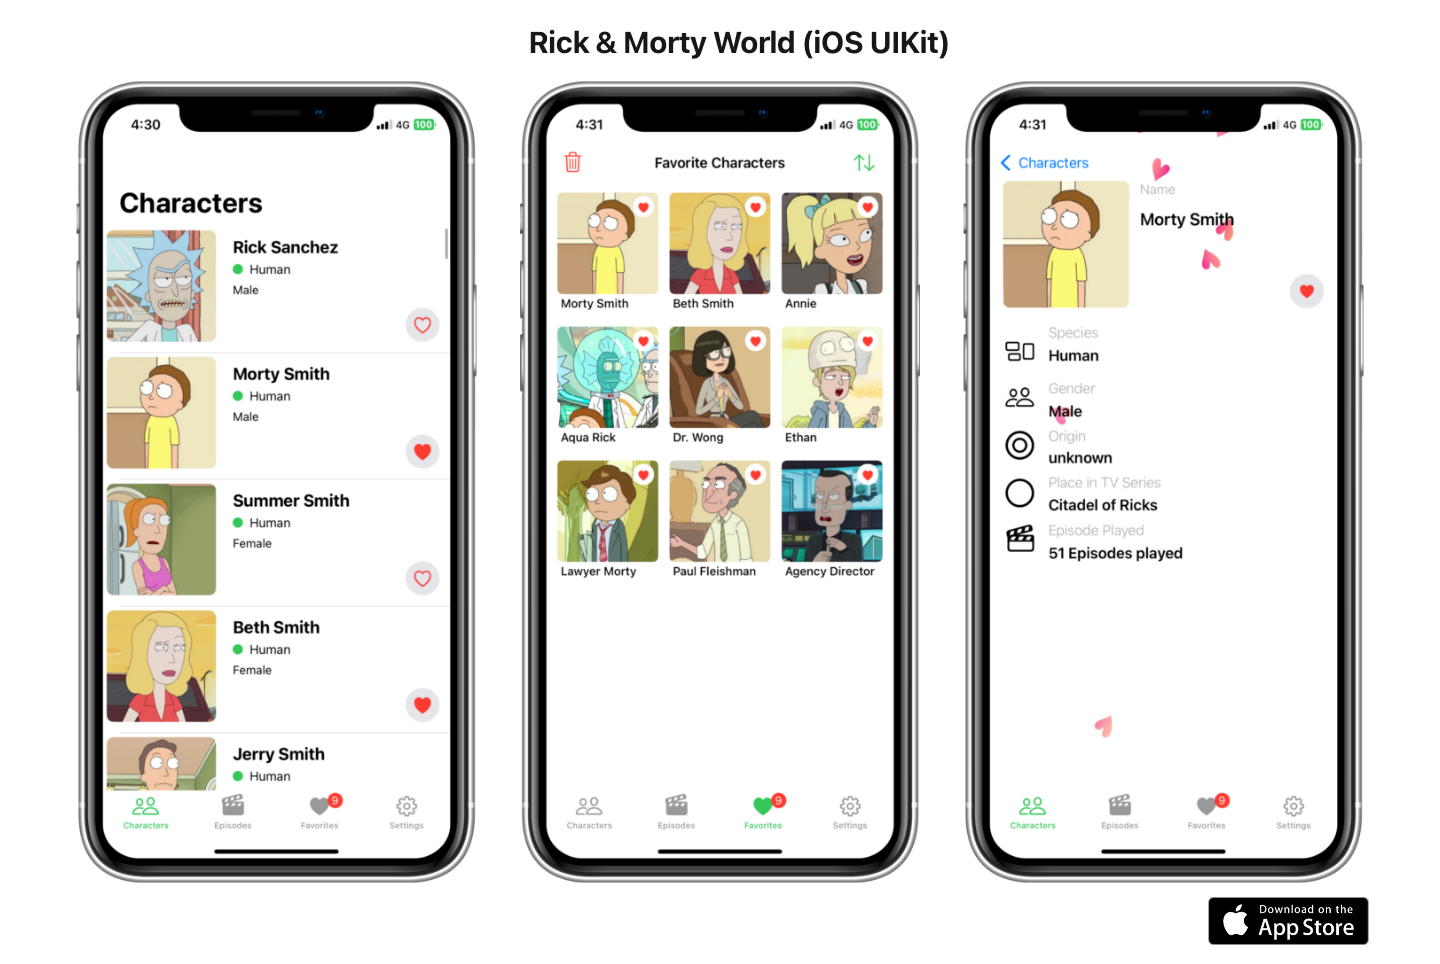 Rick & Morty World (iOS UIKit)
4:30
4G 100
Characters
Rick Sanchez
Human
Male
Morty Smith
Human
Male
Summer Smith
Human
Female
Beth Smith
Human
Female
Jerry Smith
Human
9
Characters Episodes Favorites Settings
4:31
4G 100
Favorite Characters
Morty Smith Beth Smith Annie
Aqua Rick Dr. Wong Ethan
Lawyer Morty Paul Fleishman Agency Director
9
Characters Episodes Favorites Settings
4:31
4G 100
Characters
Name
Morty Smith
Species
Human
Gender
Male
Origin
unknown
Place in TV Series
Citadel of Ricks
Episode Played
51 Episodes played
9
Characters Episodes Favorites Settings
Download on the
App Store